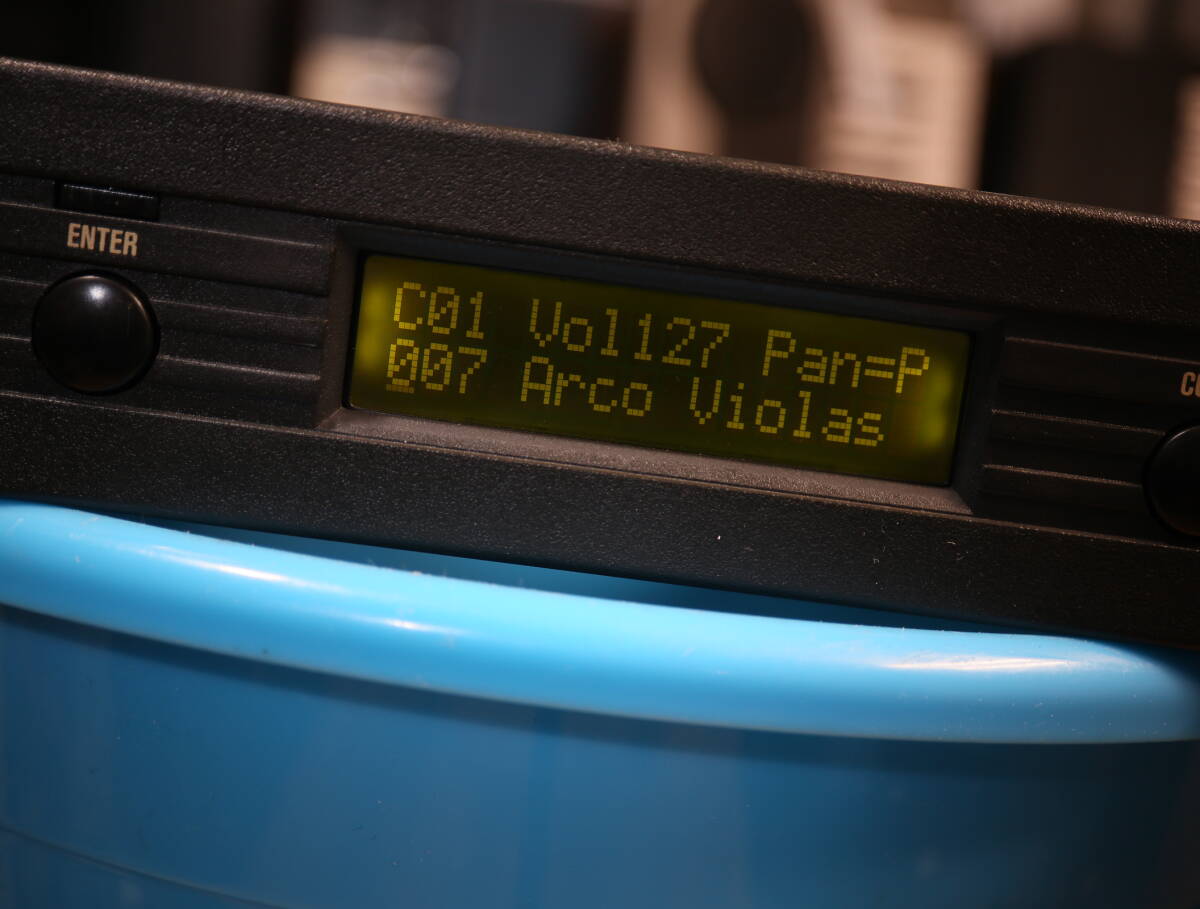 ENTER
C01 Vol127 Pan=P
007 Arco Violas